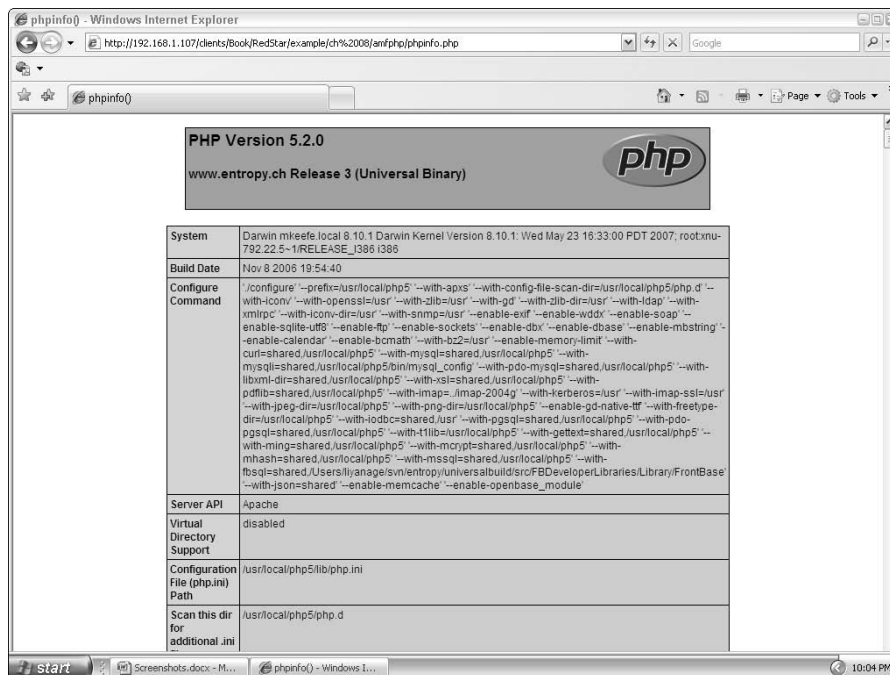 phpinfo() - Windows Internet Explorer
http://192.168.1.107/clients/Book/RedStar/example/ch%2008/amfphp/phpinfo.php
Google
phpinfo()
Page
Tools
PHP Version 5.2.0
php
www.entropy.ch Release 3 (Universal Binary)
System
Darwin mkeefe.local 8.10.1 Darwin Kernel Version 8.10.1: Wed May 23 16:33:00 PDT 2007; root:xnu-
792.22.5~1/RELEASE_I386 i386
Build Date
Nov 8 2006 19:54:40
Configure
Command
'./configure' '--prefix=/usr/local/php5' '--with-apxs' '--with-config-file-scan-dir=/usr/local/php5/php.d' '--
with-iconv' '--with-openssl=/usr' '--with-zlib=/usr' '--with-gd' '--with-zlib-dir=/usr' '--with-ldap' '--with-
xmlrpc' '--with-iconv-dir=/usr' '--with-snmp=/usr' '--enable-exif' '--enable-wddx' '--enable-soap' '--
enable-sqlite-utf8' '--enable-ftp' '--enable-sockets' '--enable-dbx' '--enable-dbase' '--enable-mbstring' '-
-enable-calendar' '--enable-bcmath' '--with-bz2=/usr' '--enable-memory-limit' '--with-
curl=shared,/usr/local/php5' '--with-mysql=shared,/usr/local/php5' '--with-
mysqli=shared,/usr/local/php5/bin/mysql_config' '--with-pdo-mysql=shared,/usr/local/php5' '--with-
libxml-dir=shared,/usr/local/php5' '--with-xsl=shared,/usr/local/php5' '--with-
pdflib=shared,/usr/local/php5' '--with-imap=../imap-2004g' '--with-kerberos=/usr' '--with-imap-ssl=/usr'
'--with-jpeg-dir=/usr/local/php5' '--with-png-dir=/usr/local/php5' '--enable-gd-native-ttf' '--with-freetype-
dir=/usr/local/php5' '--with-iodbc=shared,/usr' '--with-pgsql=shared,/usr/local/php5' '--with-pdo-
pgsql=shared,/usr/local/php5' '--with-t1lib=/usr/local/php5' '--with-gettext=shared,/usr/local/php5' '--
with-ming=shared,/usr/local/php5' '--with-mcrypt=shared,/usr/local/php5' '--with-
mhash=shared,/usr/local/php5' '--with-mssql=shared,/usr/local/php5' '--with-
fbsql=shared,/Users/liyanage/svn/entropy/universalbuild/src/FBDeveloperLibraries/Library/FrontBase'
'--with-json=shared' '--enable-memcache' '--enable-openbase_module'
Server API
Apache
Virtual
Directory
Support
disabled
Configuration
File (php.ini)
Path
/usr/local/php5/lib/php.ini
Scan this dir
for
additional .ini
/usr/local/php5/php.d
start
Screenshots.docx - M...
phpinfo() - Windows I...
10:04 PM